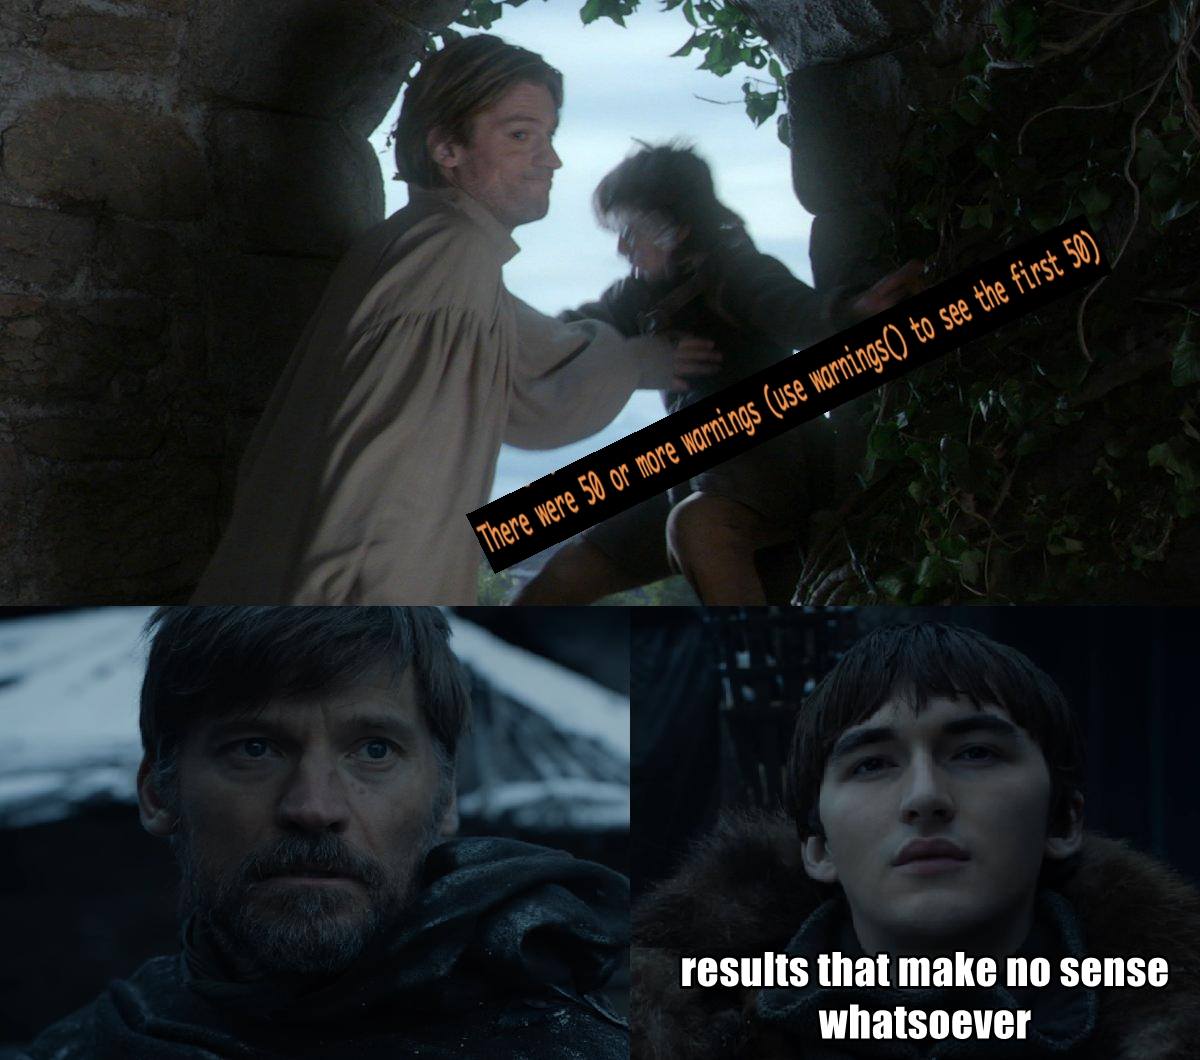 There were 50 or more warnings (use warnings() to see the first 50)
results that make no sense
whatsoever